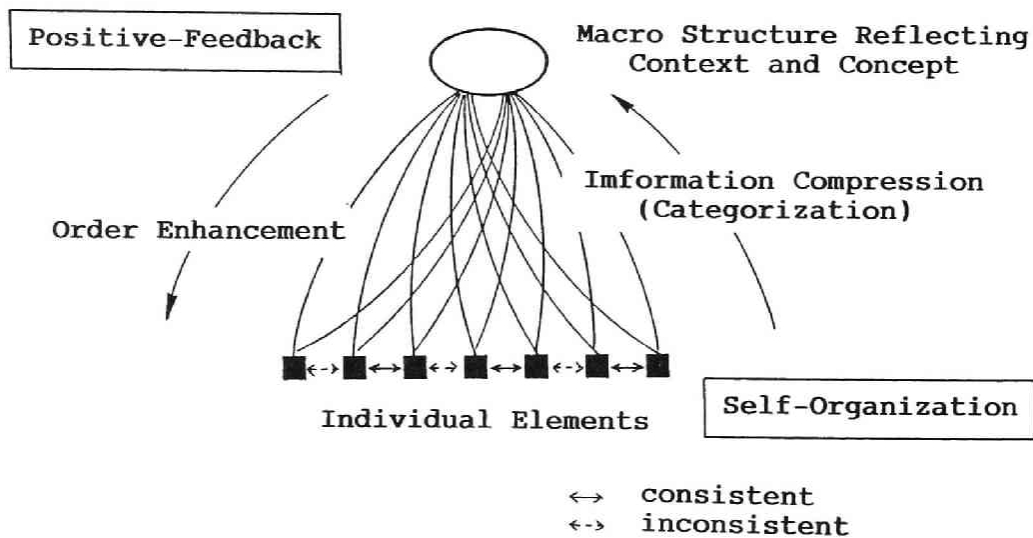 Positive-Feedback
Macro Structure Reflecting
Context and Concept
Imformation Compression
(Categorization)
Order Enhancement
Individual Elements
Self-Organization
consistent
inconsistent